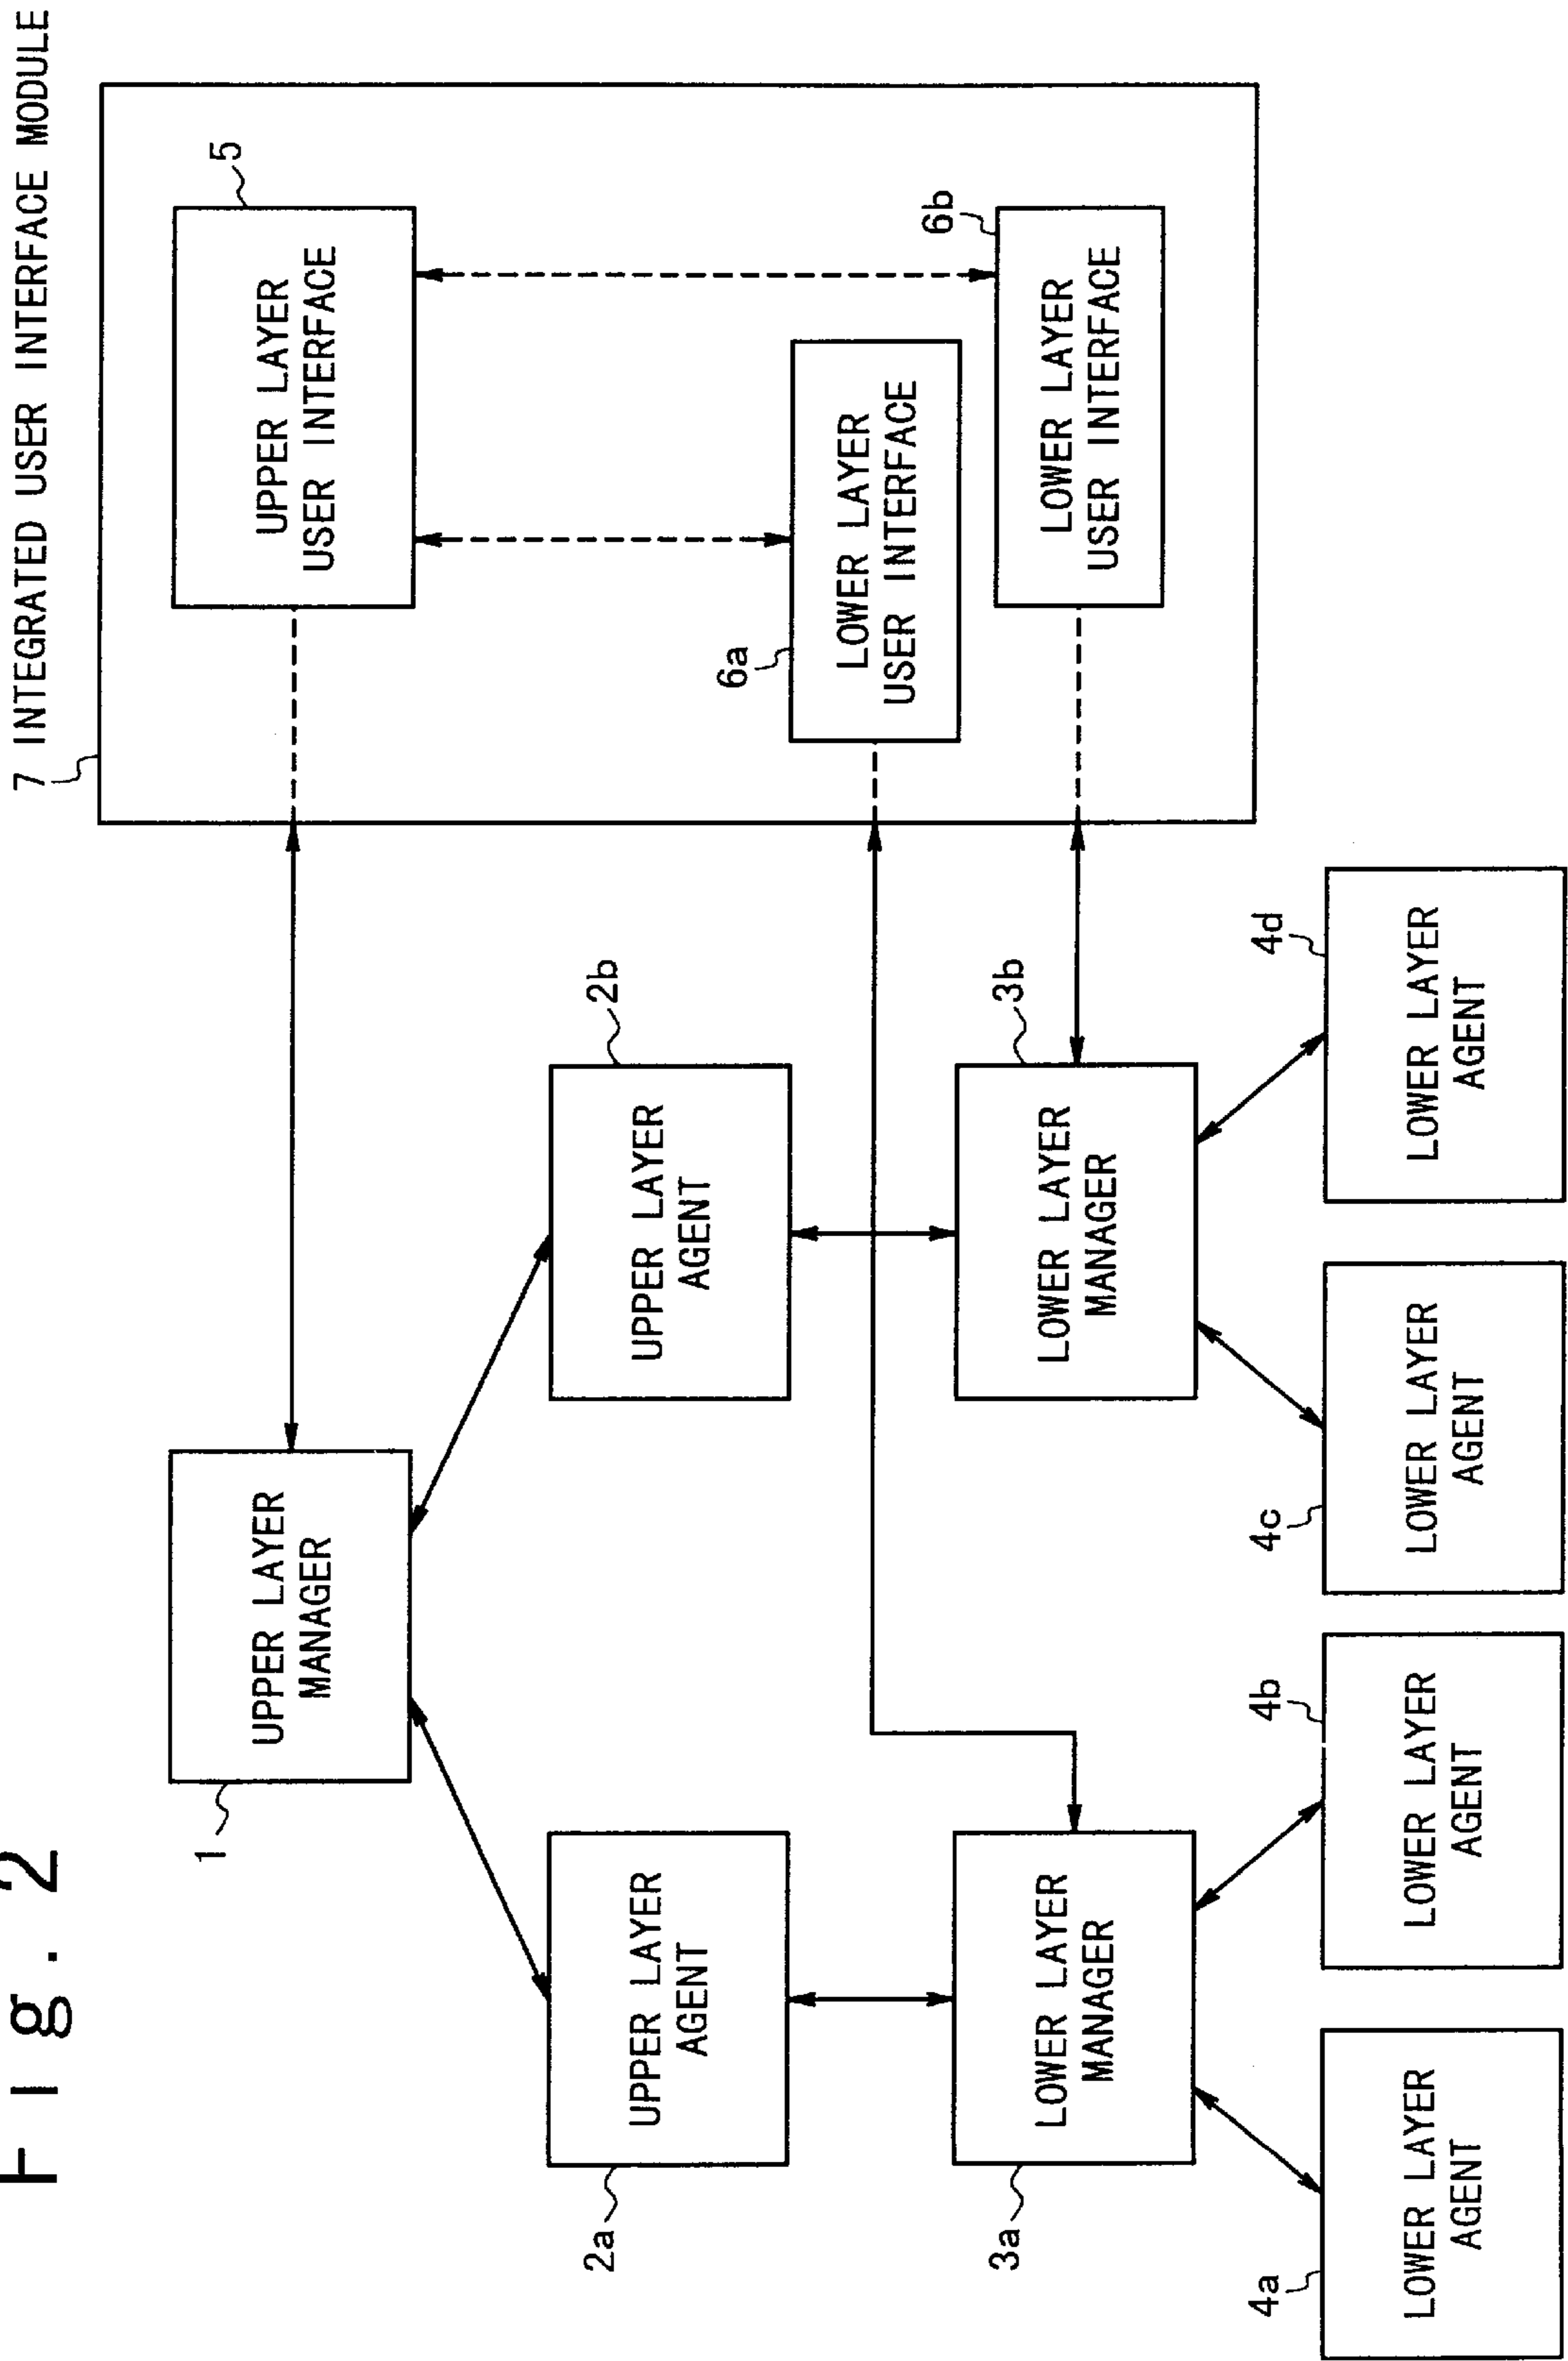 Fig. 2
7 INTEGRATED USER INTERFACE MODULE
1
UPPER LAYER
MANAGER
5
UPPER LAYER
USER INTERFACE
2a
UPPER LAYER
AGENT
2b
UPPER LAYER
AGENT
6a
LOWER LAYER
USER INTERFACE
6b
LOWER LAYER
USER INTERFACE
3a
LOWER LAYER
MANAGER
3b
LOWER LAYER
MANAGER
4a
LOWER LAYER
AGENT
4b
LOWER LAYER
AGENT
4c
LOWER LAYER
AGENT
4d
LOWER LAYER
AGENT